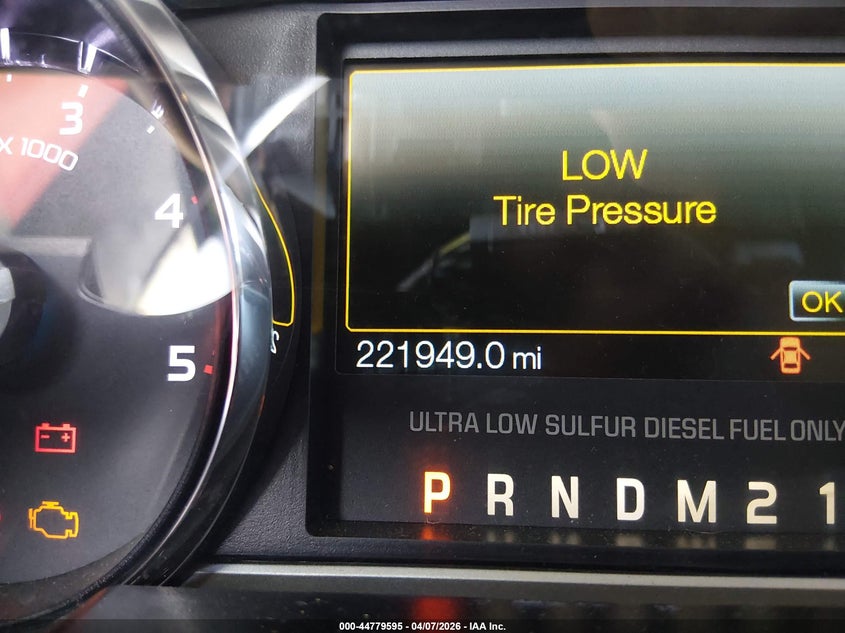 3
X 1000
4
5
LOW
Tire Pressure
OK
221949.0 mi
ULTRA LOW SULFUR DIESEL FUEL ONLY
P R N D M 2 1
000-44779595 - 04/07/2026 - IAA Inc.